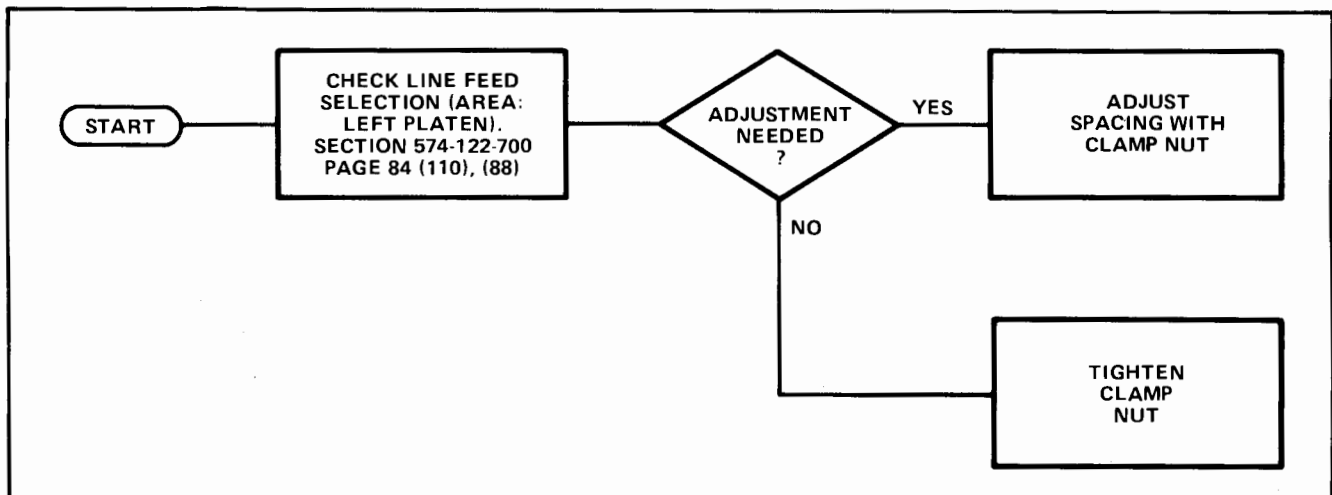 START
CHECK LINE FEED
SELECTION (AREA:
LEFT PLATEN).
SECTION 574-122-700
PAGE 84 (110), (88)
ADJUSTMENT
NEEDED
?
YES
ADJUST
SPACING WITH
CLAMP NUT
NO
TIGHTEN
CLAMP
NUT